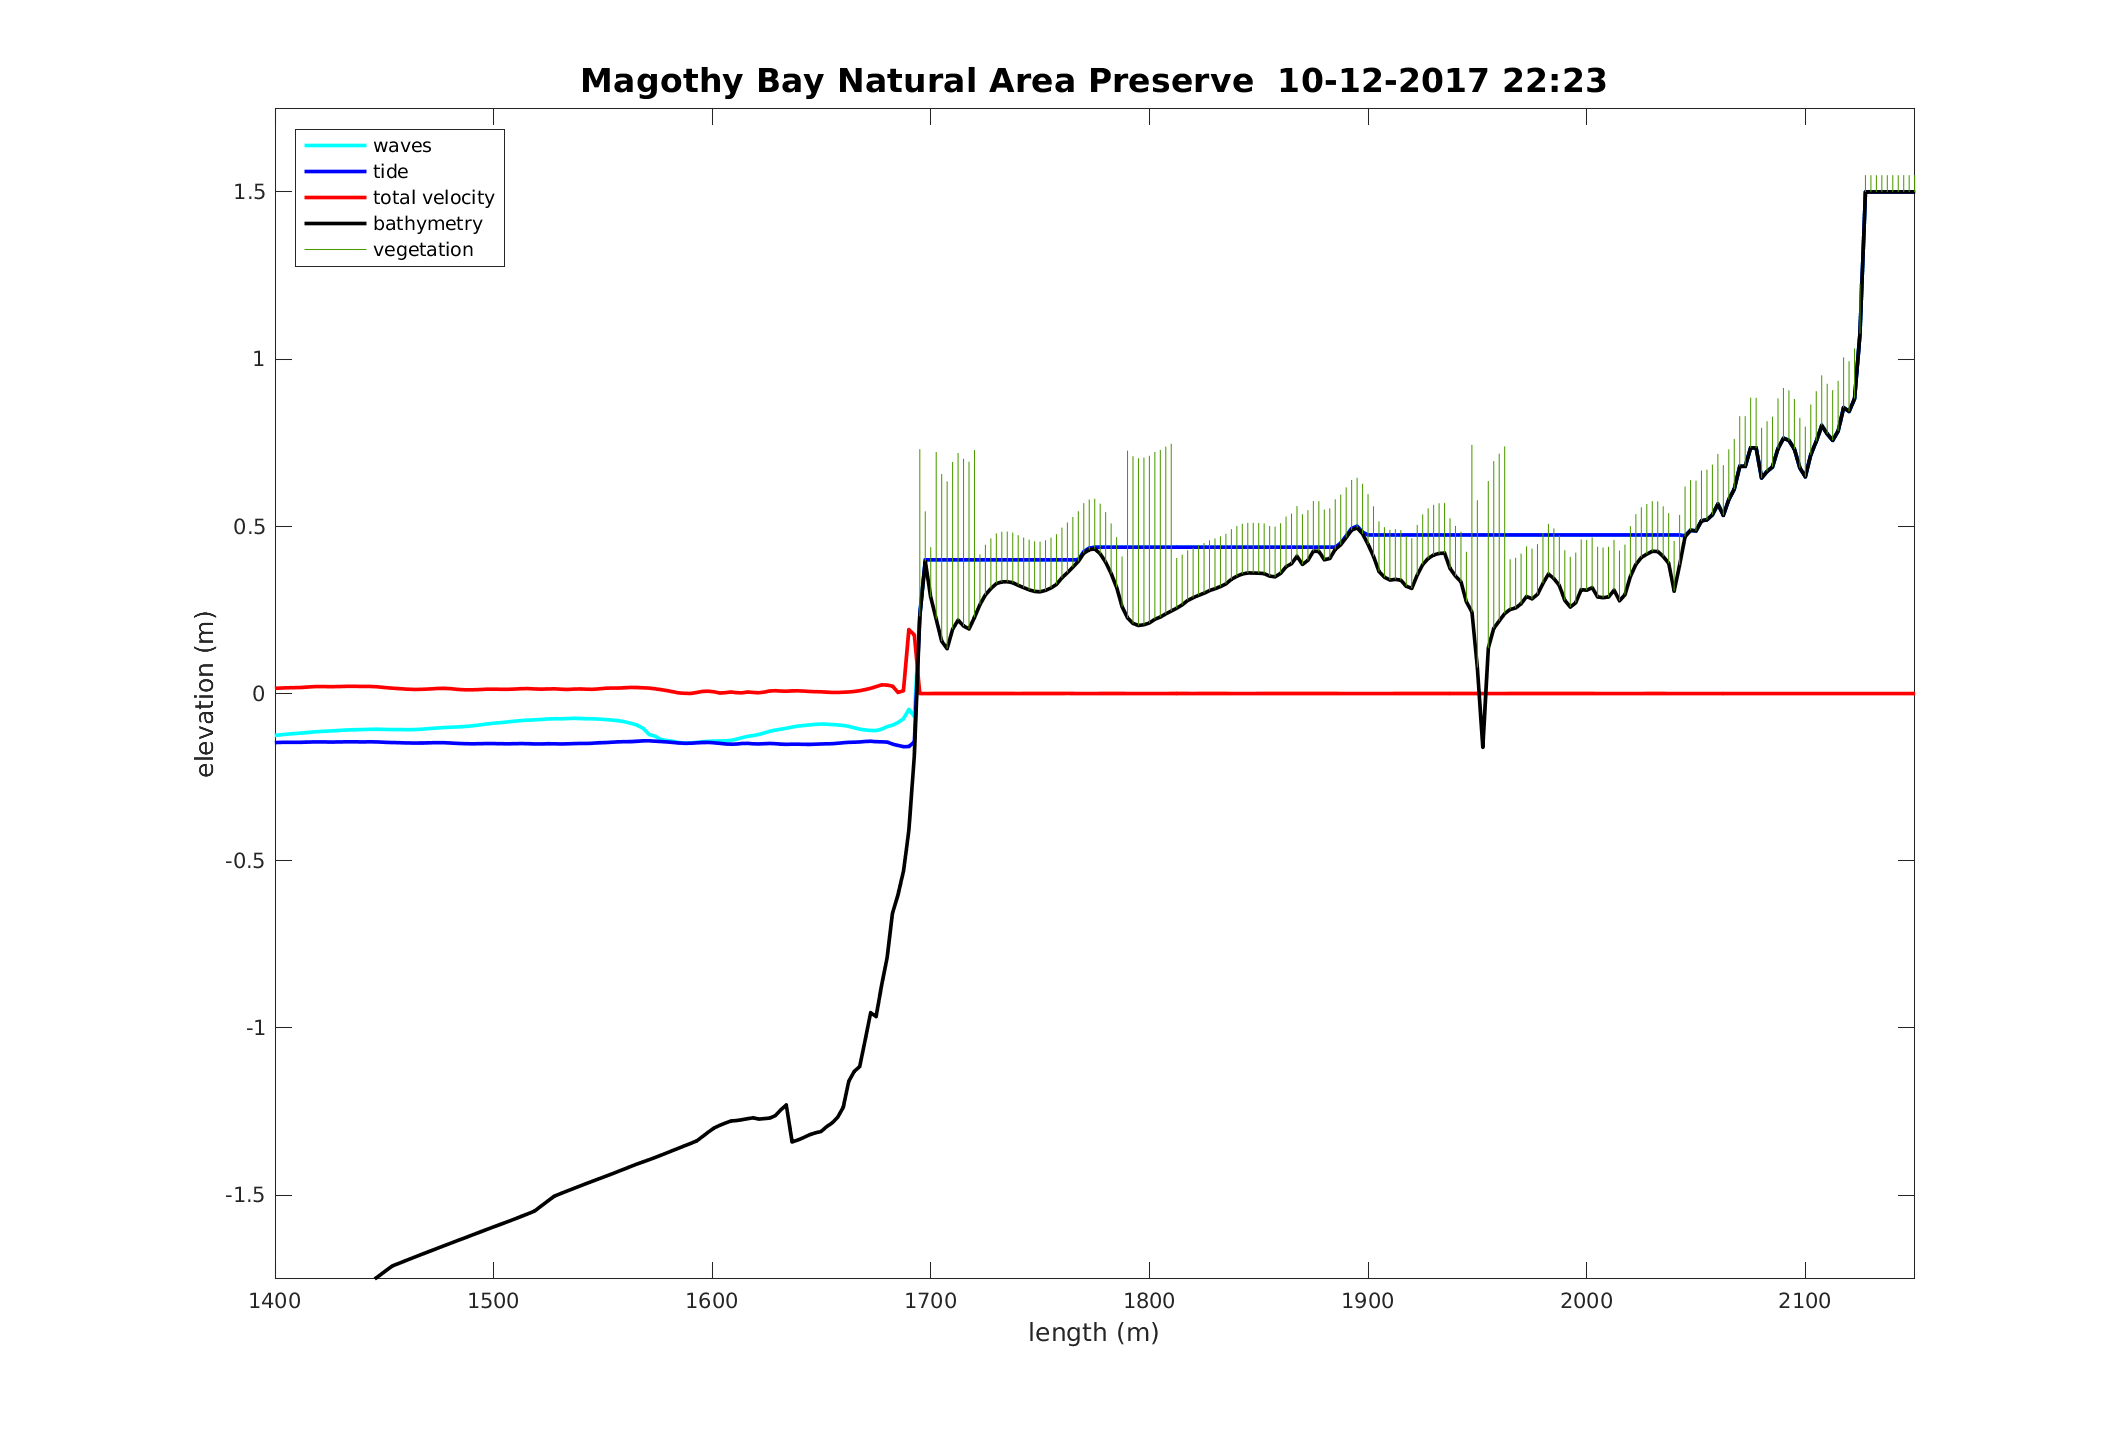 Magothy Bay Natural Area Preserve  10-12-2017 22:23
waves
tide
total velocity
bathymetry
vegetation
elevation (m)
1.5
1
0.5
0
-0.5
-1
-1.5
1400 1500 1600 1700 1800 1900 2000 2100
length (m)